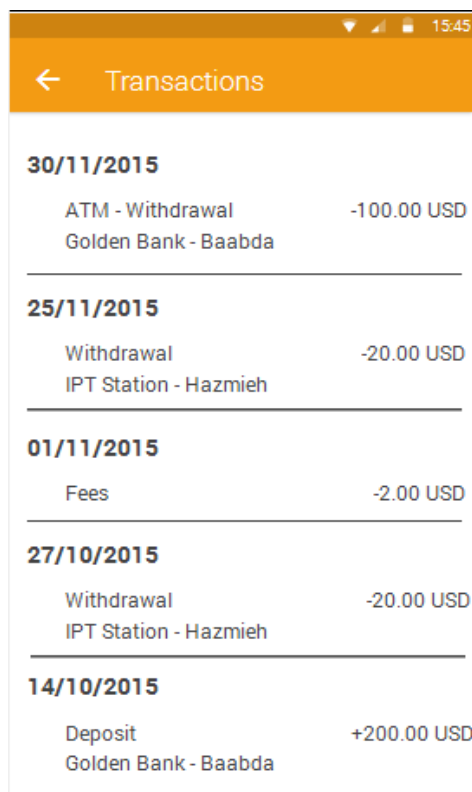 15:45
Transactions
30/11/2015
ATM - Withdrawal -100.00 USD
Golden Bank - Baabda
25/11/2015
Withdrawal -20.00 USD
IPT Station - Hazmieh
01/11/2015
Fees -2.00 USD
27/10/2015
Withdrawal -20.00 USD
IPT Station - Hazmieh
14/10/2015
Deposit +200.00 USD
Golden Bank - Baabda